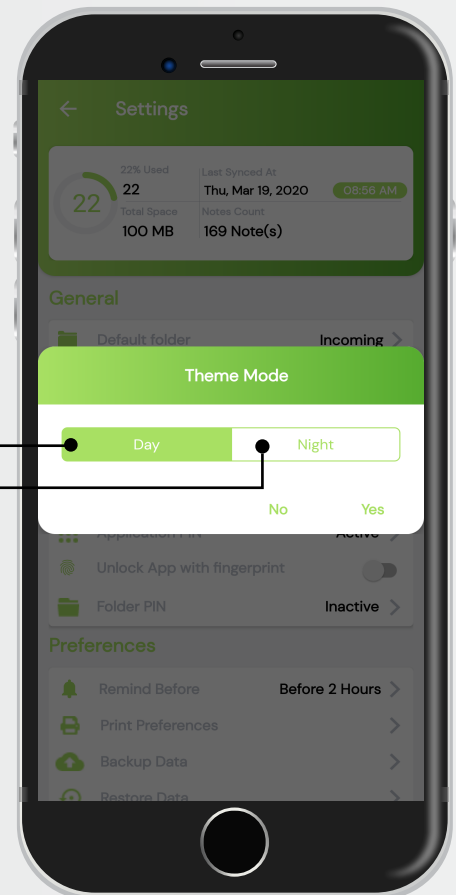 Settings
22
22% Used
22
Last Synced At
Thu, Mar 19, 2020
08:56 AM
Total Space
100 MB
Notes Count
169 Note(s)
General
Default folder
Incoming
Theme Mode
Day
Night
No
Yes
Application PIN
Active
Unlock App with fingerprint
Folder PIN
Inactive
Preferences
Remind Before
Before 2 Hours
Print Preferences
Backup Data
Restore Data